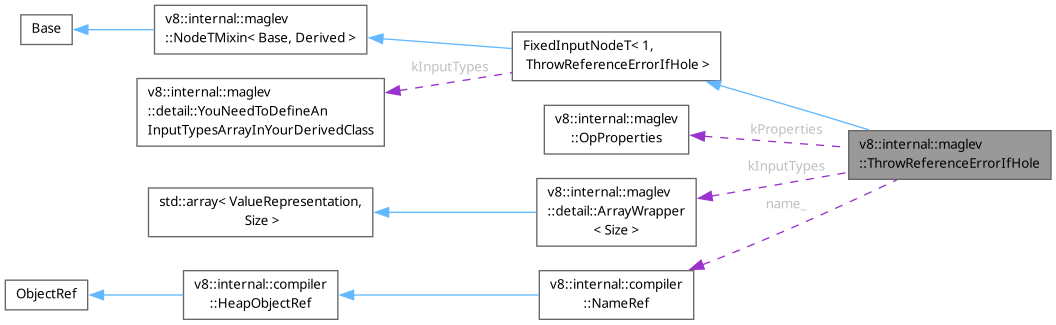 Base
v8::internal::maglev
::NodeTMixin< Base, Derived >
FixedInputNodeT< 1,
ThrowReferenceErrorIfHole >
kInputTypes
v8::internal::maglev
::detail::YouNeedToDefineAn
InputTypesArrayInYourDerivedClass
v8::internal::maglev
::OpProperties
kProperties
v8::internal::maglev
::ThrowReferenceErrorIfHole
kInputTypes
std::array< ValueRepresentation,
Size >
v8::internal::maglev
::detail::ArrayWrapper
< Size >
name_
ObjectRef
v8::internal::compiler
::HeapObjectRef
v8::internal::compiler
::NameRef